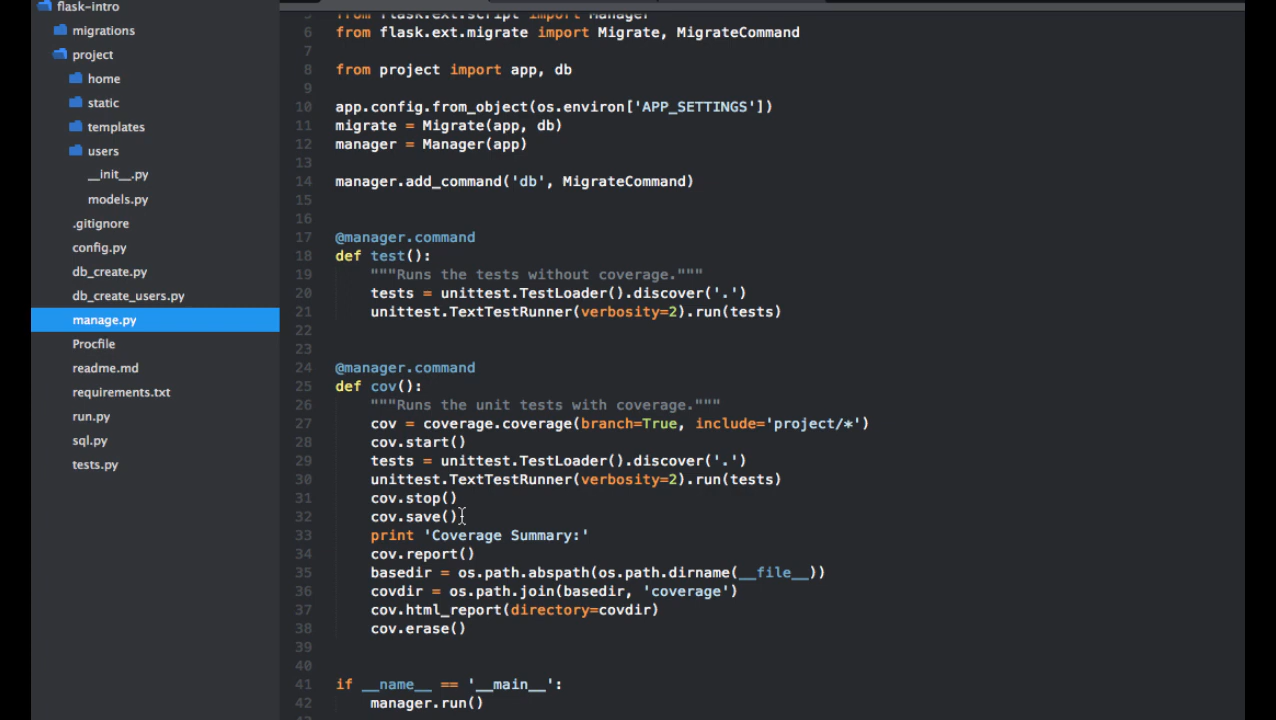 flask-intro
migrations
project
home
static
templates
users
__init__.py
models.py
.gitignore
config.py
db_create.py
db_create_users.py
manage.py
Procfile
readme.md
requirements.txt
run.py
sql.py
tests.py
5 from flask.ext.script import Manager
6 from flask.ext.migrate import Migrate, MigrateCommand
7
8 from project import app, db
9
10 app.config.from_object(os.environ['APP_SETTINGS'])
11 migrate = Migrate(app, db)
12 manager = Manager(app)
13
14 manager.add_command('db', MigrateCommand)
15
16
17 @manager.command
18 def test():
19     """Runs the tests without coverage."""
20     tests = unittest.TestLoader().discover('.')
21     unittest.TextTestRunner(verbosity=2).run(tests)
22
23
24 @manager.command
25 def cov():
26     """Runs the unit tests with coverage."""
27     cov = coverage.coverage(branch=True, include='project/*')
28     cov.start()
29     tests = unittest.TestLoader().discover('.')
30     unittest.TextTestRunner(verbosity=2).run(tests)
31     cov.stop()
32     cov.save()
33     print 'Coverage Summary:'
34     cov.report()
35     basedir = os.path.abspath(os.path.dirname(__file__))
36     covdir = os.path.join(basedir, 'coverage')
37     cov.html_report(directory=covdir)
38     cov.erase()
39
40
41 if __name__ == '__main__':
42     manager.run()